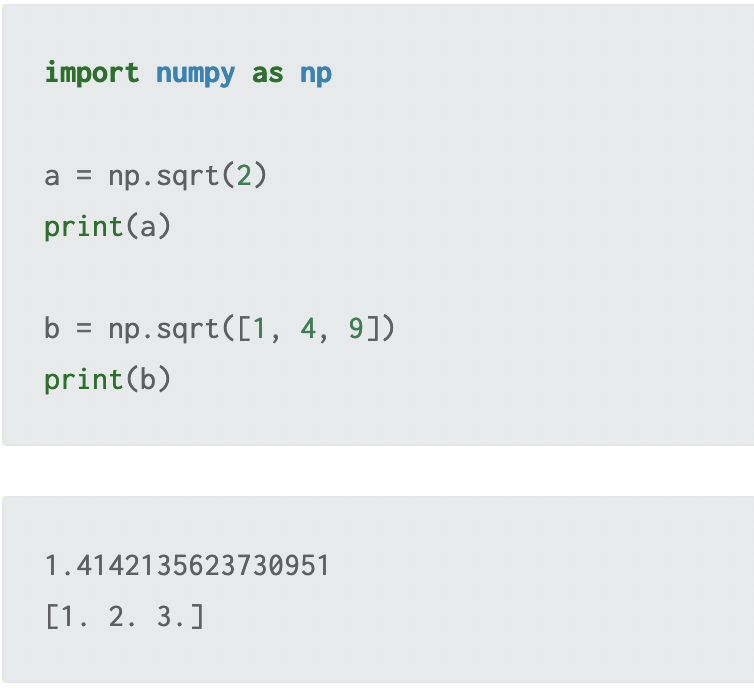 import numpy as np
a = np.sqrt(2)
print(a)
b = np.sqrt([1, 4, 9])
print(b)
1.4142135623730951
[1. 2. 3.]